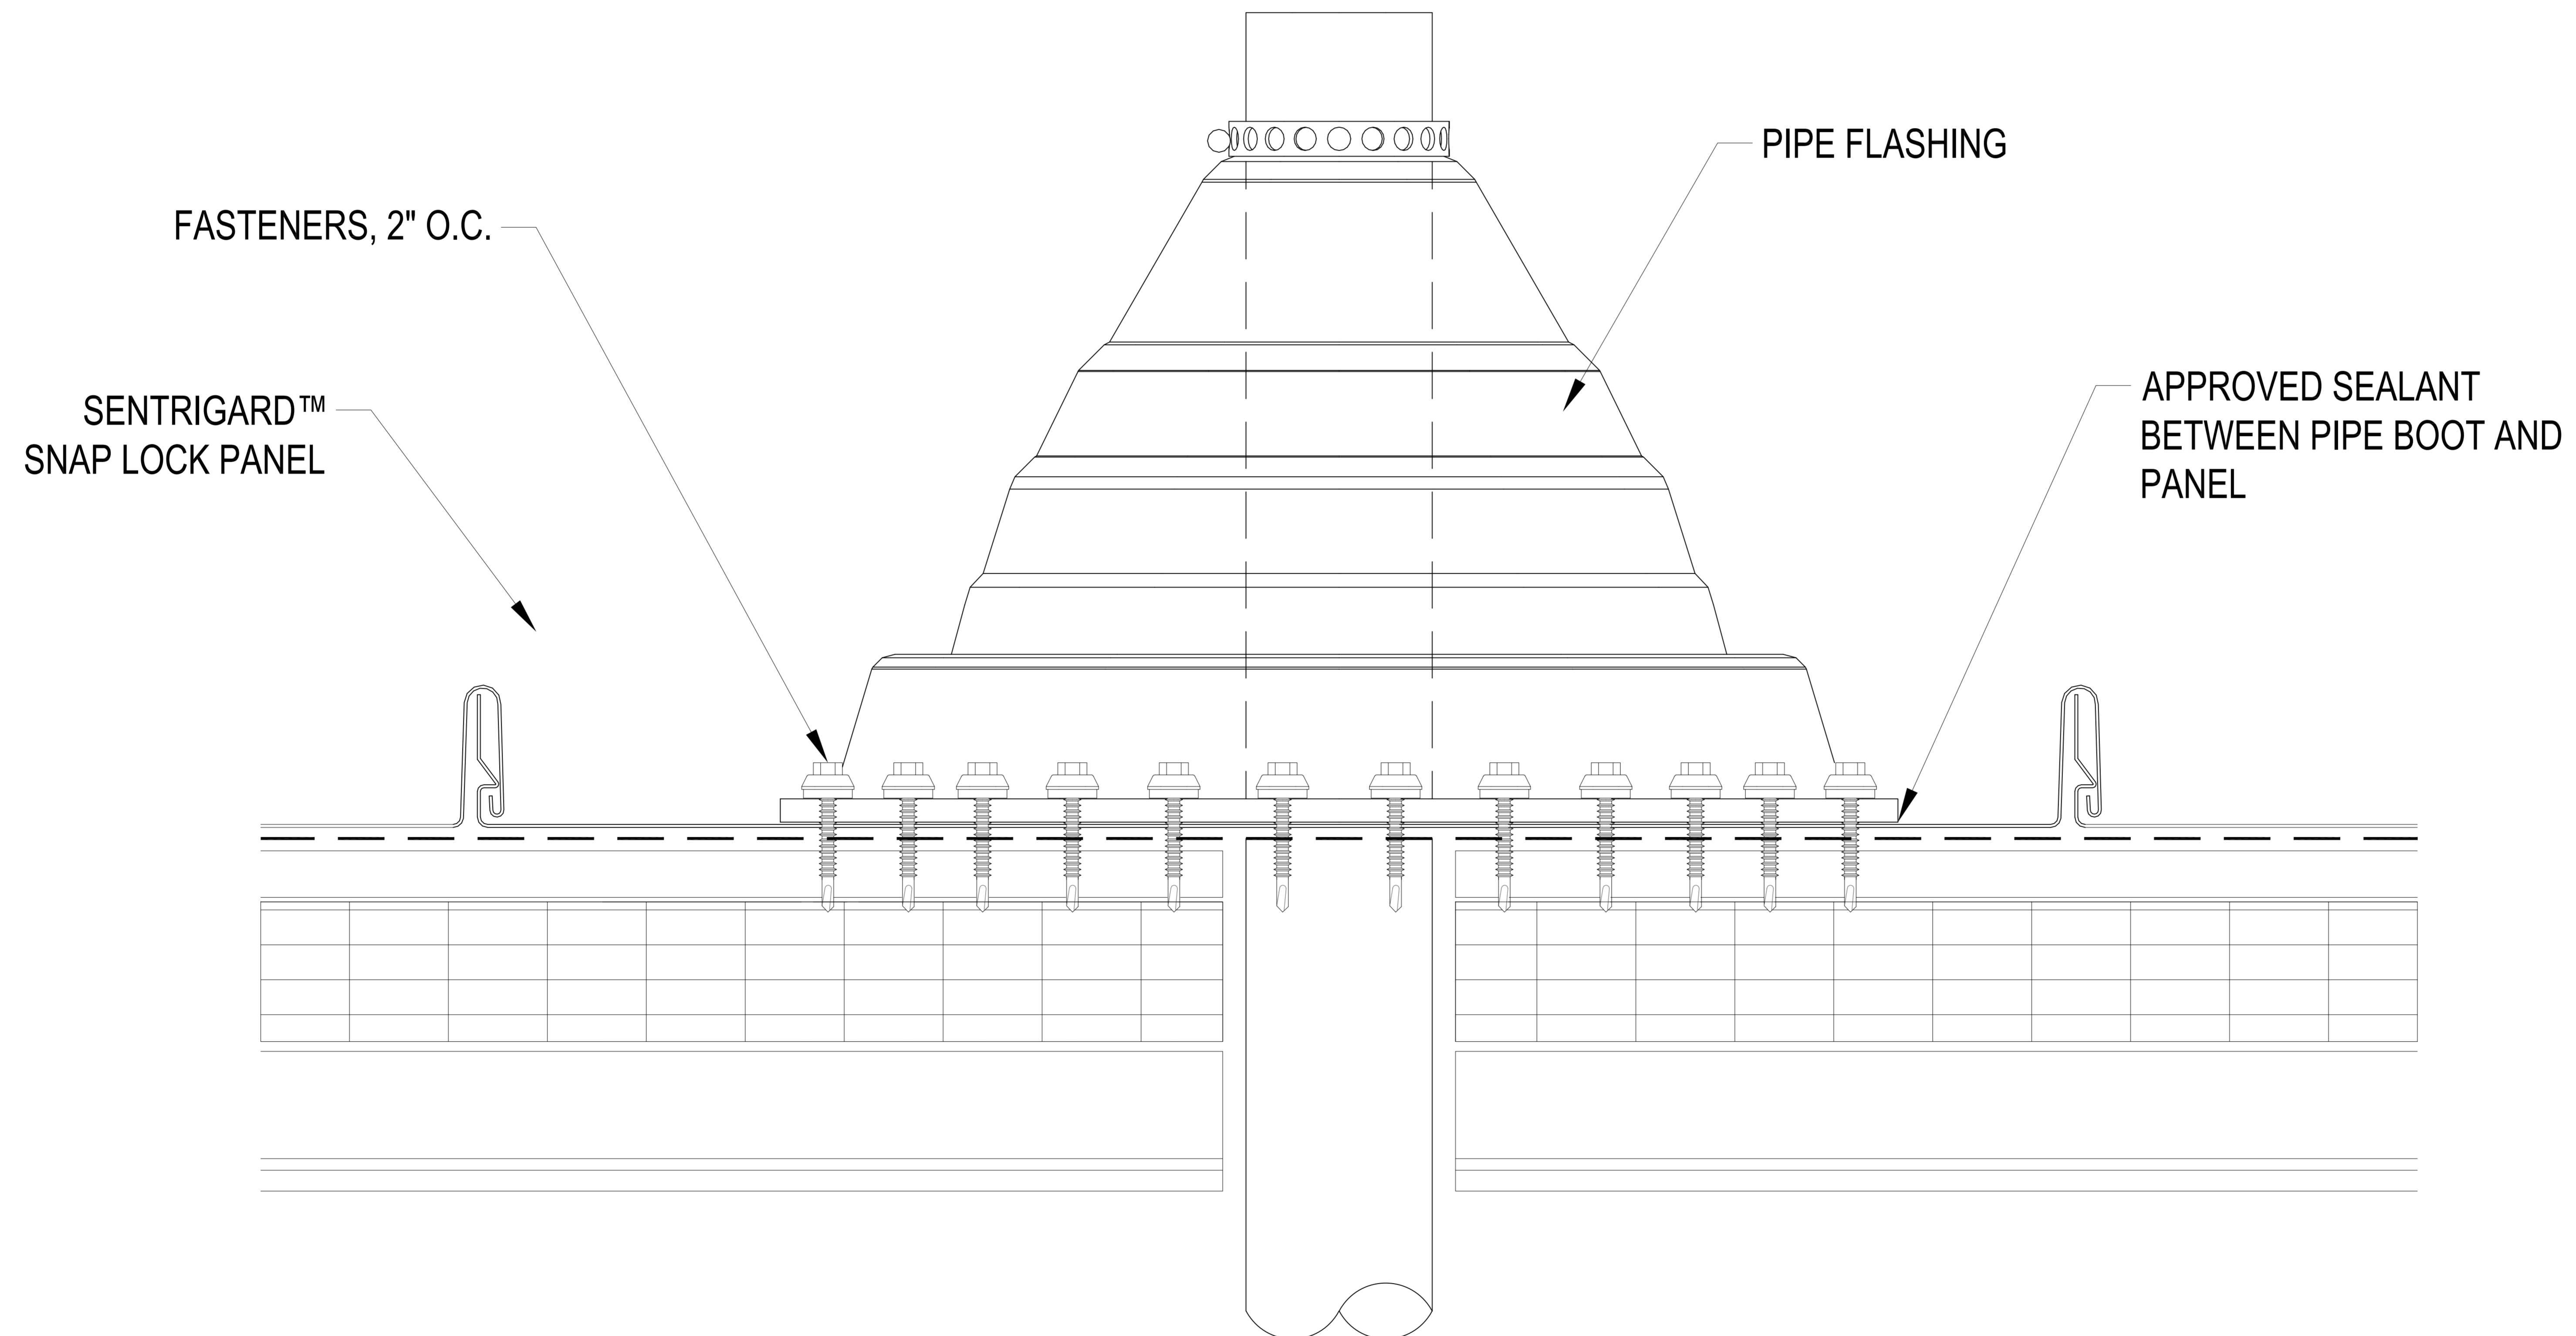 PIPE FLASHING
FASTENERS, 2" O.C.
APPROVED SEALANT
BETWEEN PIPE BOOT AND
PANEL
SENTRIGARD™
SNAP LOCK PANEL